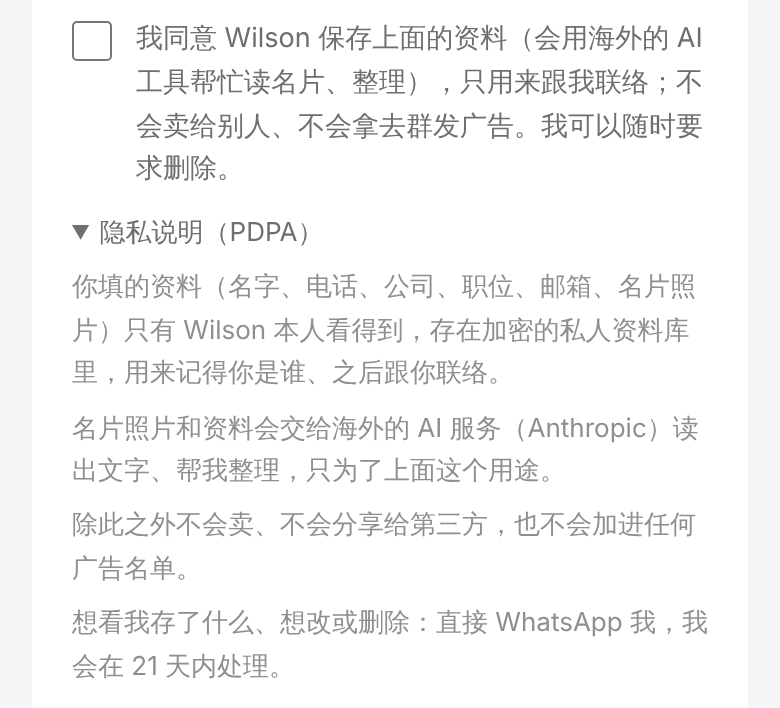 我同意 Wilson 保存上面的资料（会用海外的 AI
工具帮忙读名片、整理），只用来跟我联络；不
会卖给别人、不会拿去群发广告。我可以随时要
求删除。
▼ 隐私说明（PDPA）
你填的资料（名字、电话、公司、职位、邮箱、名片照
片）只有 Wilson 本人看得到，存在加密的私人资料库
里，用来记得你是谁、之后跟你联络。
名片照片和资料会交给海外的 AI 服务（Anthropic）读
出文字、帮我整理，只为了上面这个用途。
除此之外不会卖、不会分享给第三方，也不会加进任何
广告名单。
想看我存了什么、想改或删除：直接 WhatsApp 我，我
会在 21 天内处理。